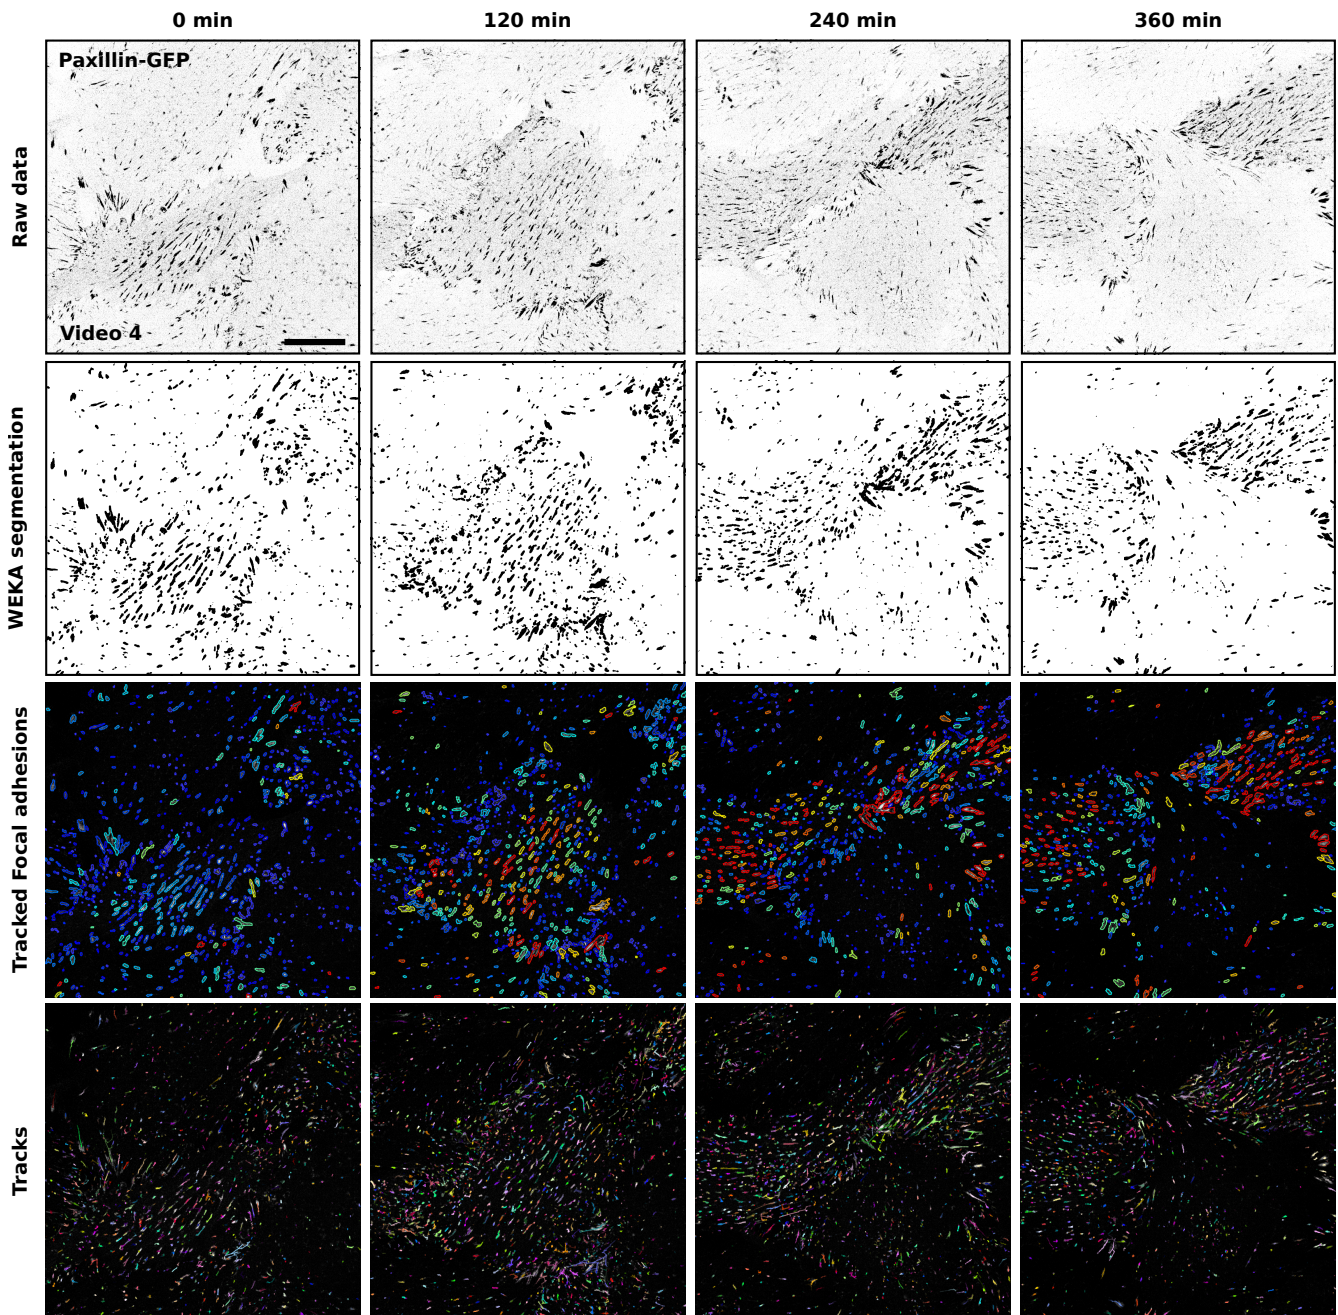 0 min
120 min
240 min
360 min
Raw data
Paxillin-GFP
Video 4
WEKA segmentation
Tracked Focal adhesions
Tracks